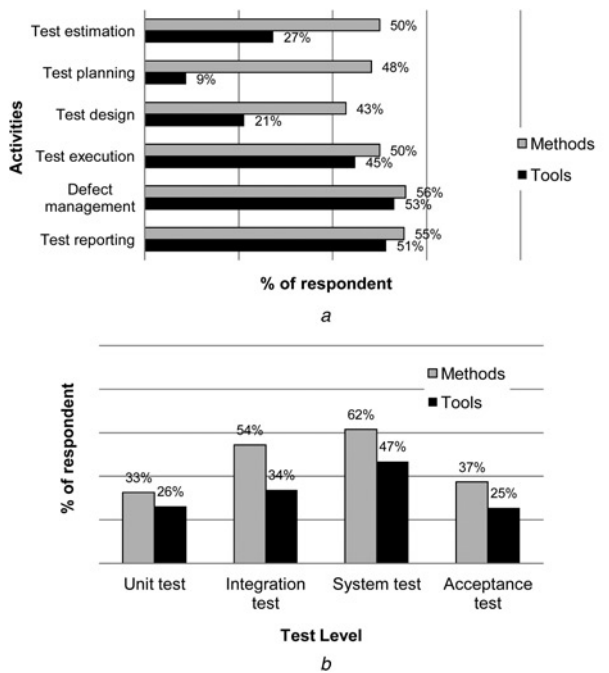 Test estimation
50%
27%
Test planning
48%
9%
Test design
43%
21%
Test execution
50%
45%
Defect
management
56%
53%
Test reporting
55%
51%
Activities
Methods
Tools
% of respondent
a
Methods
Tools
% of respondent
33%
26%
54%
34%
62%
47%
37%
25%
Unit test
Integration
test
System test
Acceptance
test
Test Level
b